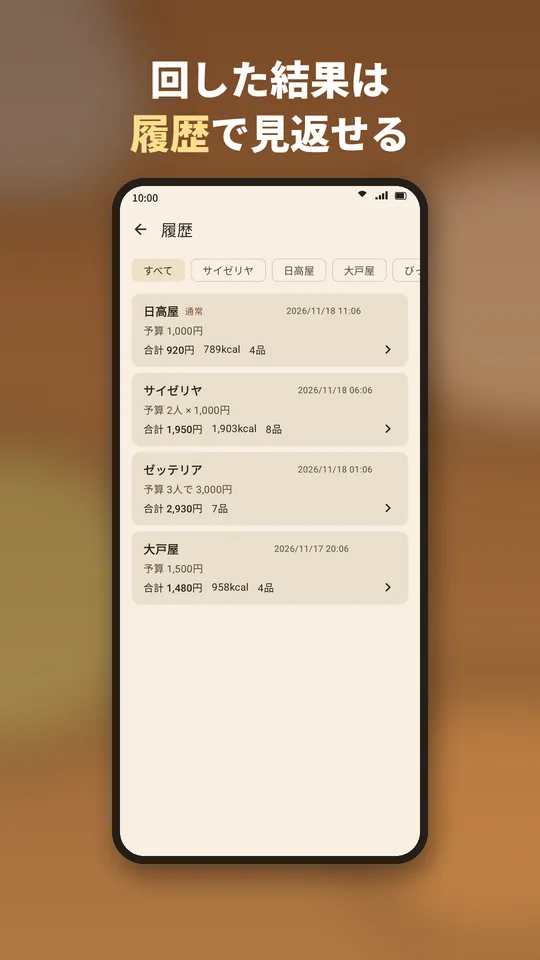 回した結果は
履歴で見返せる
10:00
履歴
すべて サイゼリヤ 日高屋 大戸屋 びっ
日高屋 通常 2026/11/18 11:06
予算 1,000円
合計 920円 789kcal 4品
サイゼリヤ 2026/11/18 06:06
予算 2人 × 1,000円
合計 1,950円 1,903kcal 8品
ゼッテリア 2026/11/18 01:06
予算 3人で 3,000円
合計 2,930円 7品
大戸屋 2026/11/17 20:06
予算 1,500円
合計 1,480円 958kcal 4品